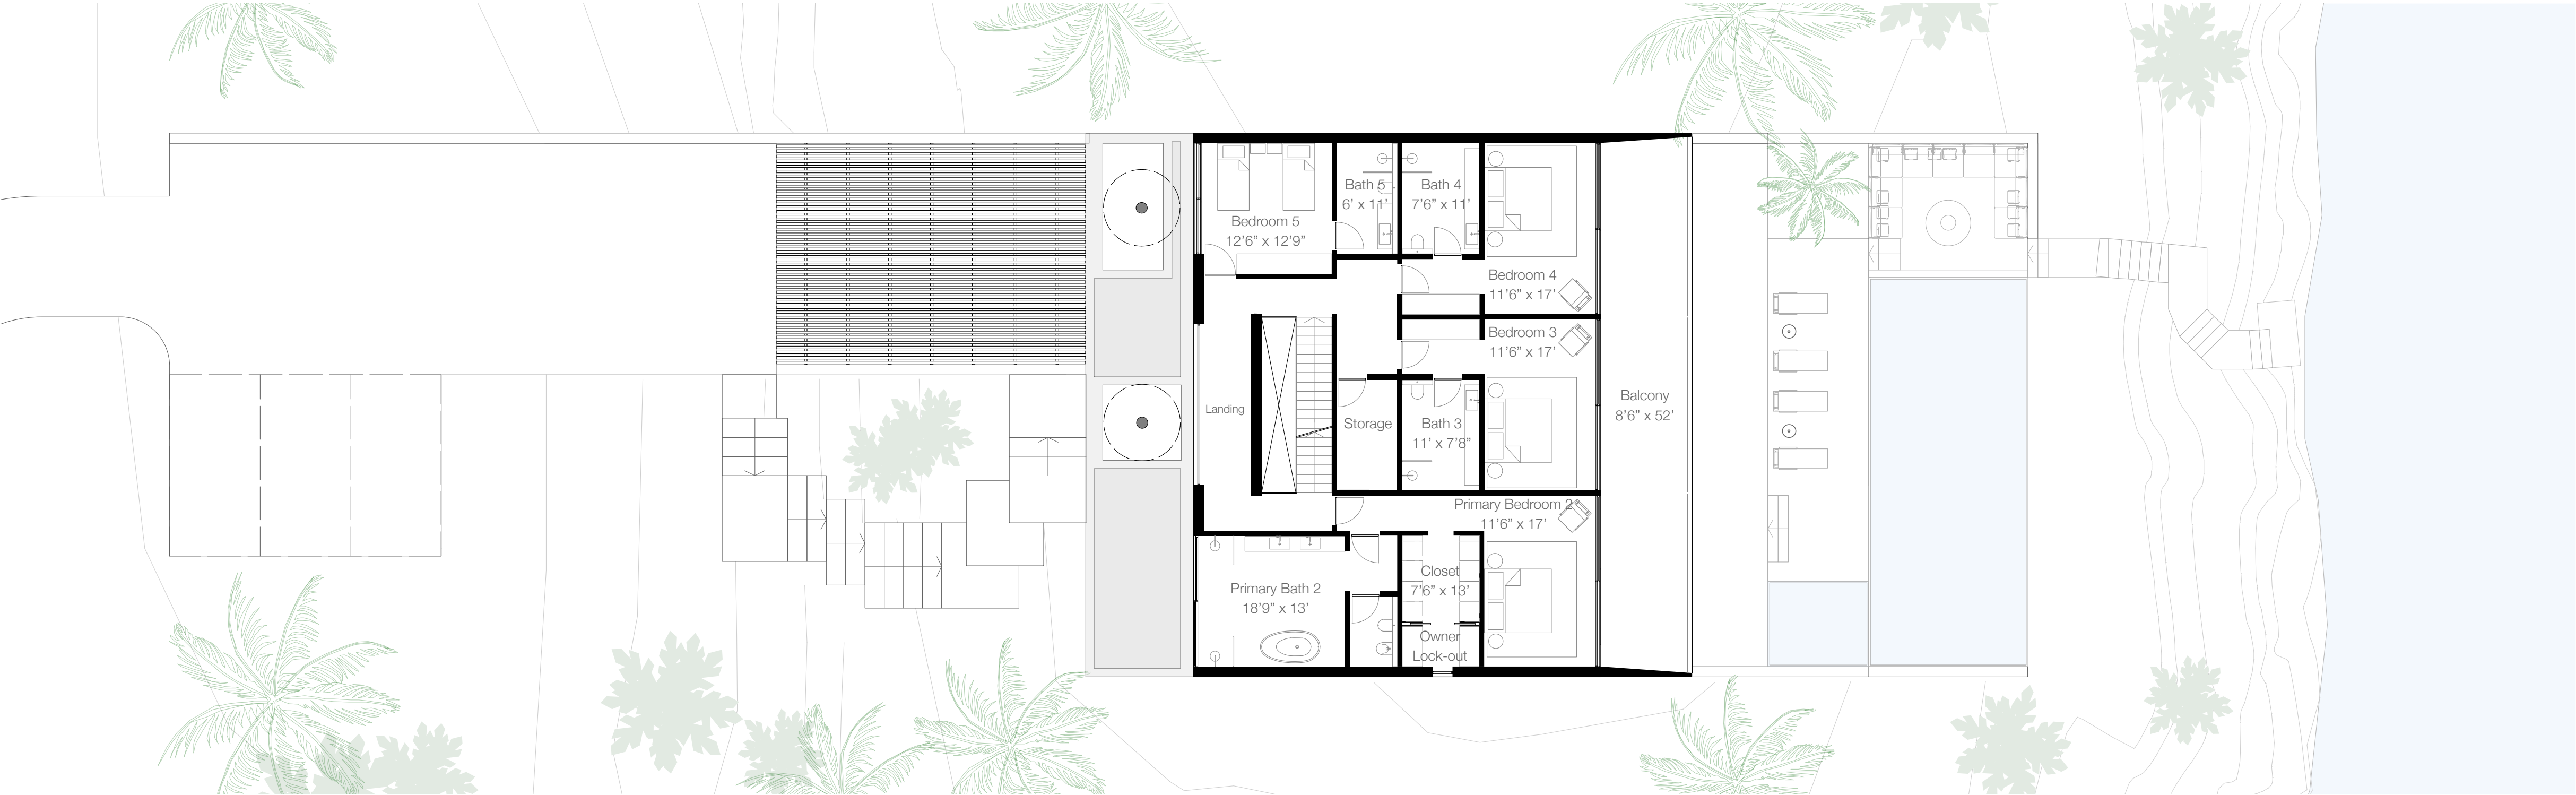 Bedroom 5
12’6” x 12’9”
Bath 5
6’ x 11’
Bath 4
7’6” x 11’
Bedroom 4
11’6” x 17’
Bedroom 3
11’6” x 17’
Landing
Storage
Bath 3
11’ x 7’8”
Balcony
8’6” x 52’
Primary Bedroom 2
11’6” x 17’
Primary Bath 2
18’9” x 13’
Closet
7’6” x 13’
Owner
Lock-out